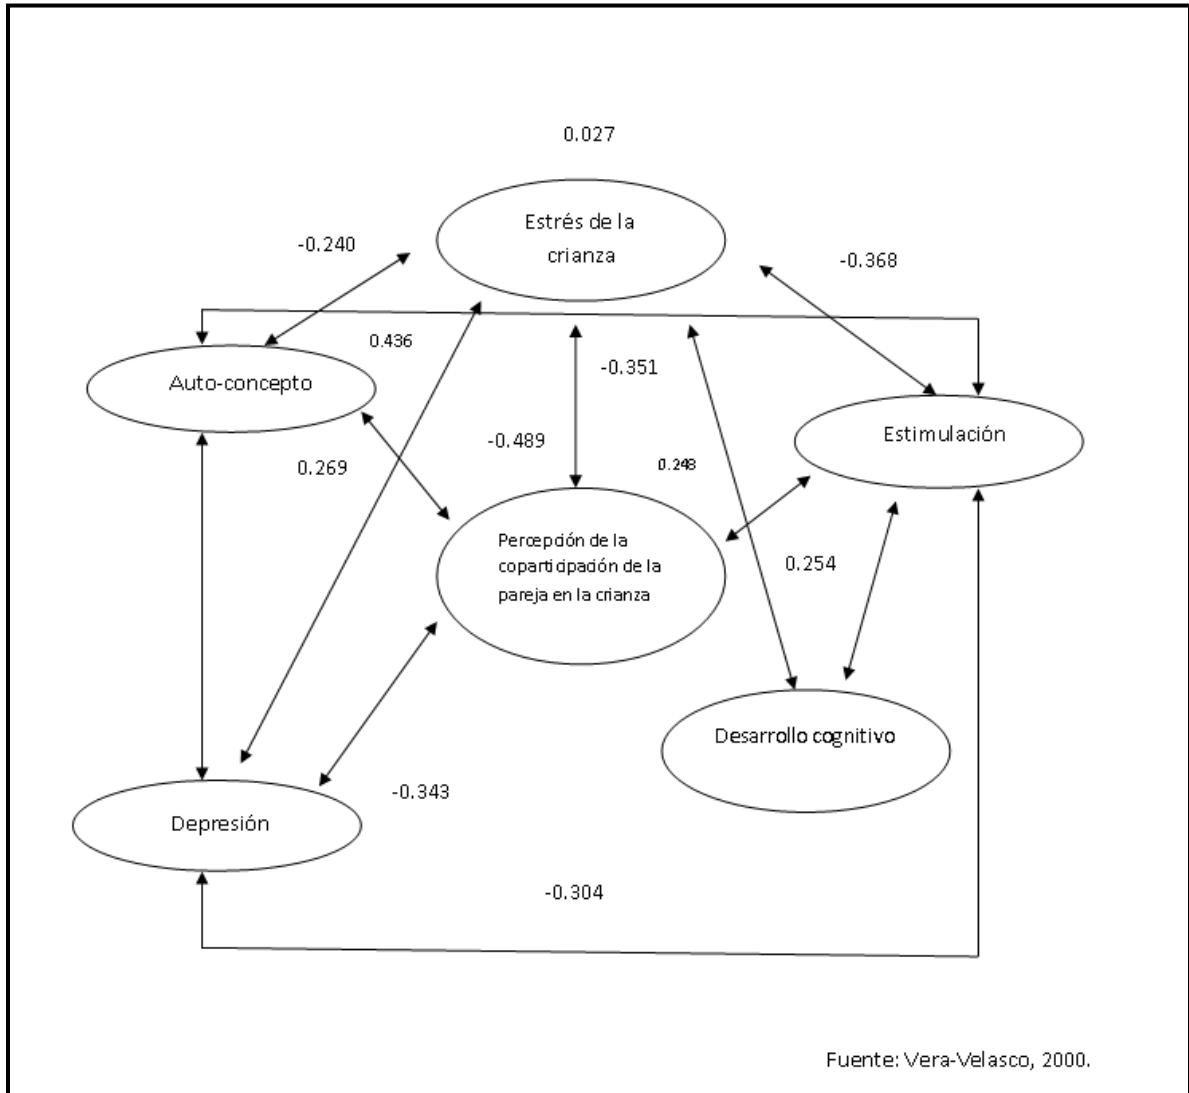 0.027
Estrés de la
crianza
-0.240
-0.368
0.436
-0.351
Auto-concepto
Estimulación
-0.489
0.269
0.248
Percepción de la
coparticipación de la
pareja en la crianza
0.254
Desarrollo cognitivo
-0.343
Depresión
-0.304
Fuente: Vera-Velasco, 2000.